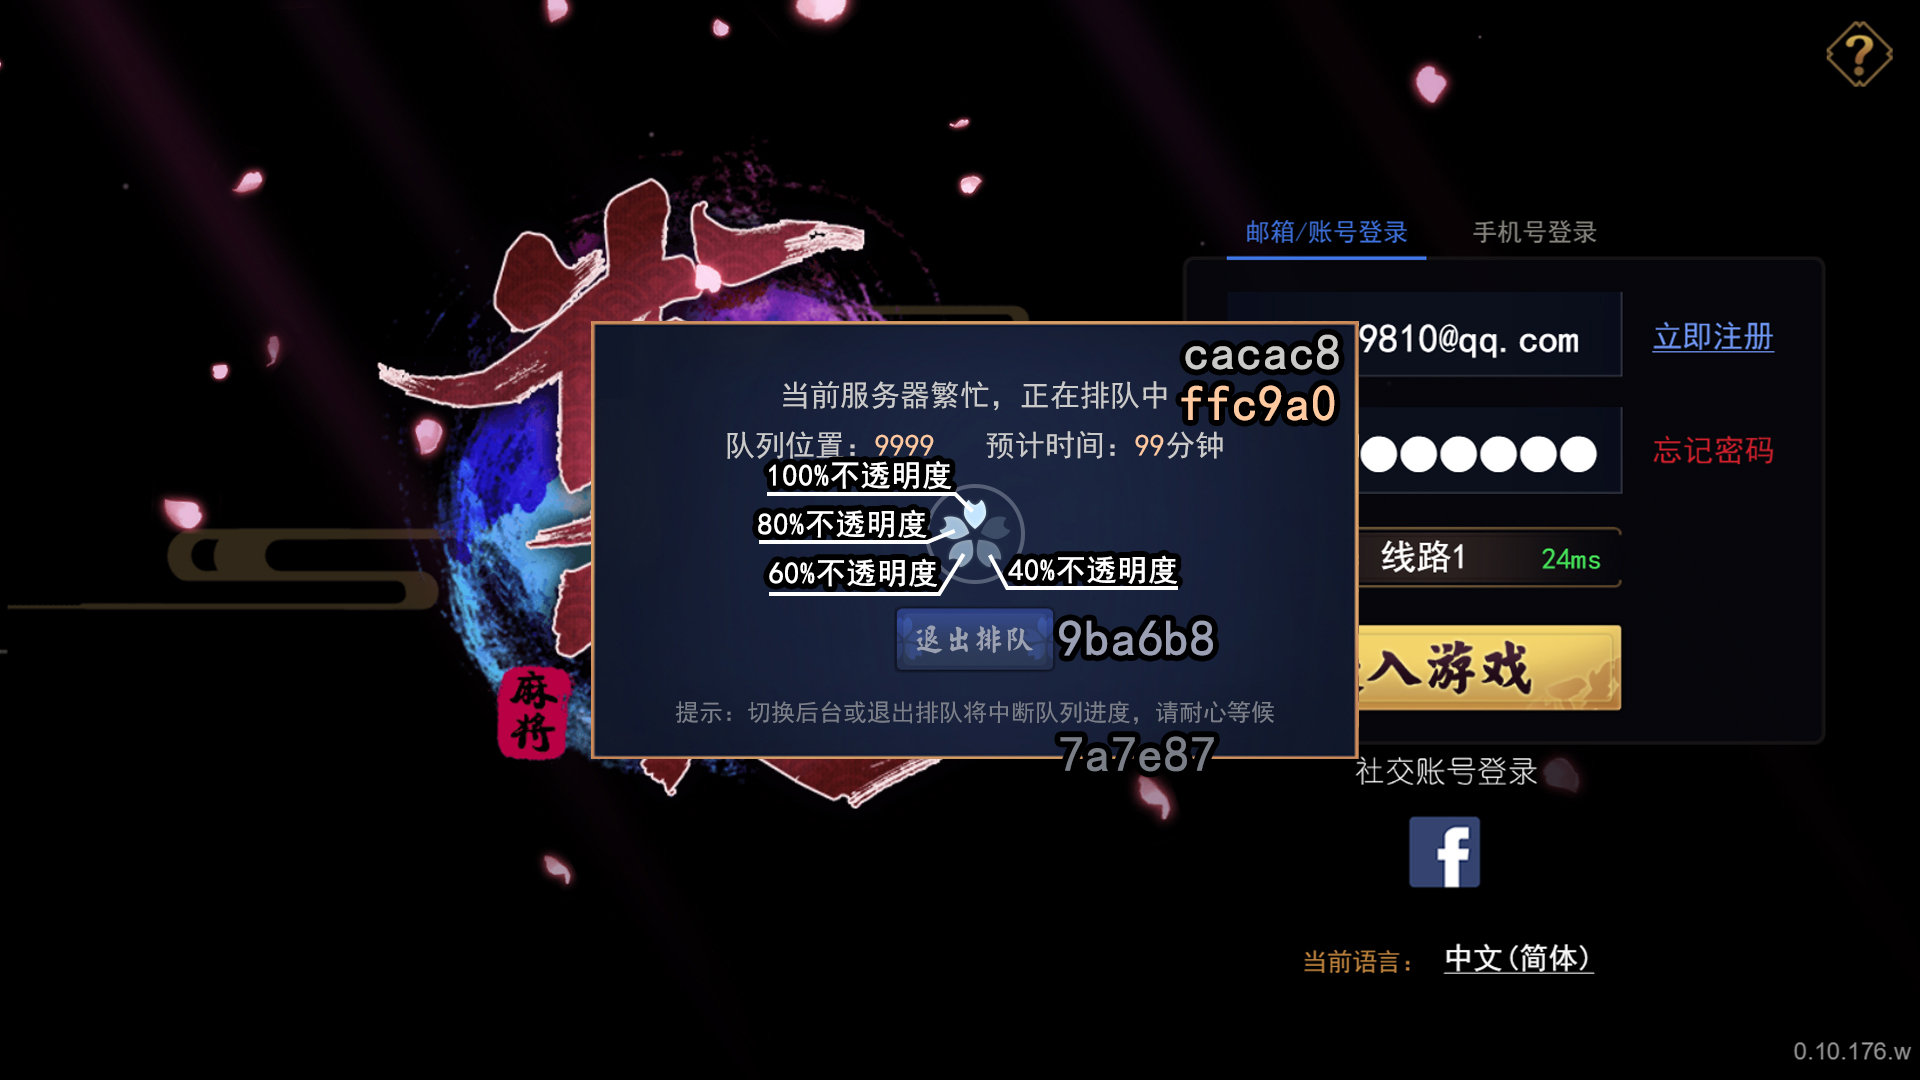 邮箱/账号登录 手机号登录
9810@qq.com 立即注册
忘记密码
线路1 24ms
入游戏
社交账号登录
当前语言： 中文(简体)
0.10.176.w
麻将
cacac8
当前服务器繁忙，正在排队中
ffc9a0
队列位置：9999 预计时间：99分钟
100%不透明度
80%不透明度
60%不透明度
40%不透明度
退出排队 9ba6b8
提示：切换后台或退出排队将中断队列进度，请耐心等候
7a7e87